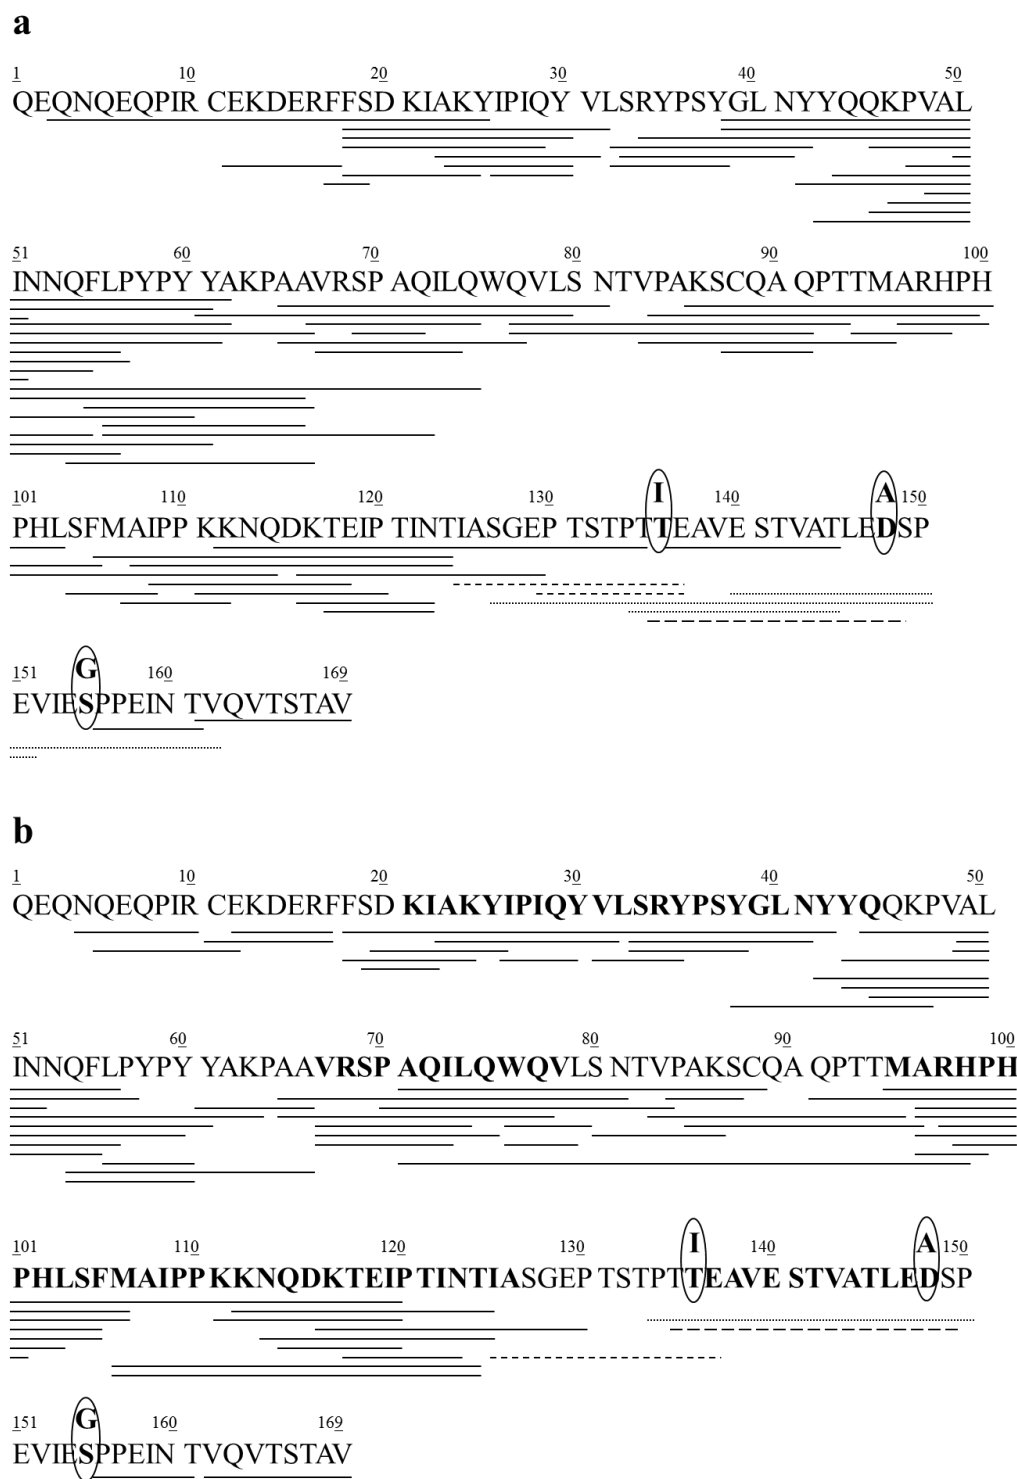 a
1 10 20 30 40 50
QEQNQEQPIR CEKDERFFSD KIAKYIPIQY VLSRYPSYGL NYYQQKPVAL
51 60 70 80 90 100
INNQFLPYPY YAKPAAVRSP AQILQWQVLS NTVPAKSCQA QPTTMARHPH
I A
101 110 120 130 140 150
PHLSFMAIPP KKNQDKTEIP TINTIASGEP TSTPTTEAVE STVATLEDSP
G
151 160 169
EVIESPPEIN TVQVTSTAV
b
1 10 20 30 40 50
QEQNQEQPIR CEKDERFFSD KIAKYIPIQY VLSRYPSYGL NYYQQKPVAL
51 60 70 80 90 100
INNQFLPYPY YAKPAAVRSP AQILQWQVLS NTVPAKSCQA QPTTMARHPH
I A
101 110 120 130 140 150
PHLSFMAIPP KKNQDKTEIP TINTIASGEP TSTPTTEAVE STVATLEDSP
G
151 160 169
EVIESPPEIN TVQVTSTAV